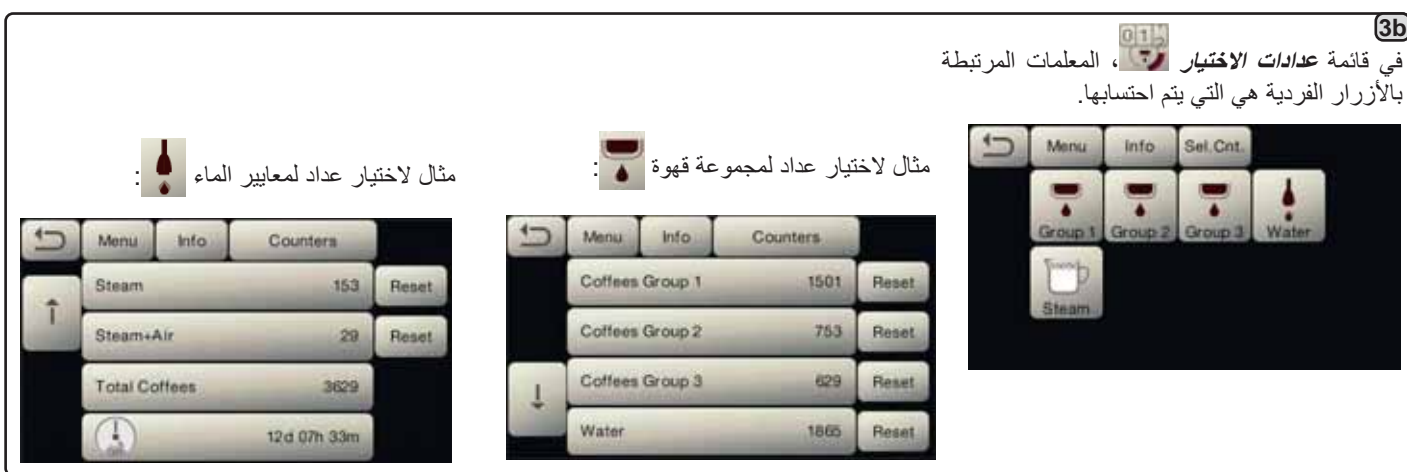 3b
في قائمة عدادات الاختيار ، المعلمات المرتبطة
بالأزرار الفردية هي التي يتم احتسابها.
Menu Info Sel.Cnt.
Group 1 Group 2 Group 3 Water
Steam
مثال لاختيار عداد لمجموعة قهوة :
Menu Info Counters
Coffees Group 1 1501 Reset
Coffees Group 2 753 Reset
Coffees Group 3 629 Reset
Water 1865 Reset
مثال لاختيار عداد لمعايير الماء :
Menu Info Counters
Steam 153 Reset
Steam+Air 29 Reset
Total Coffees 3629
12d 07h 33m